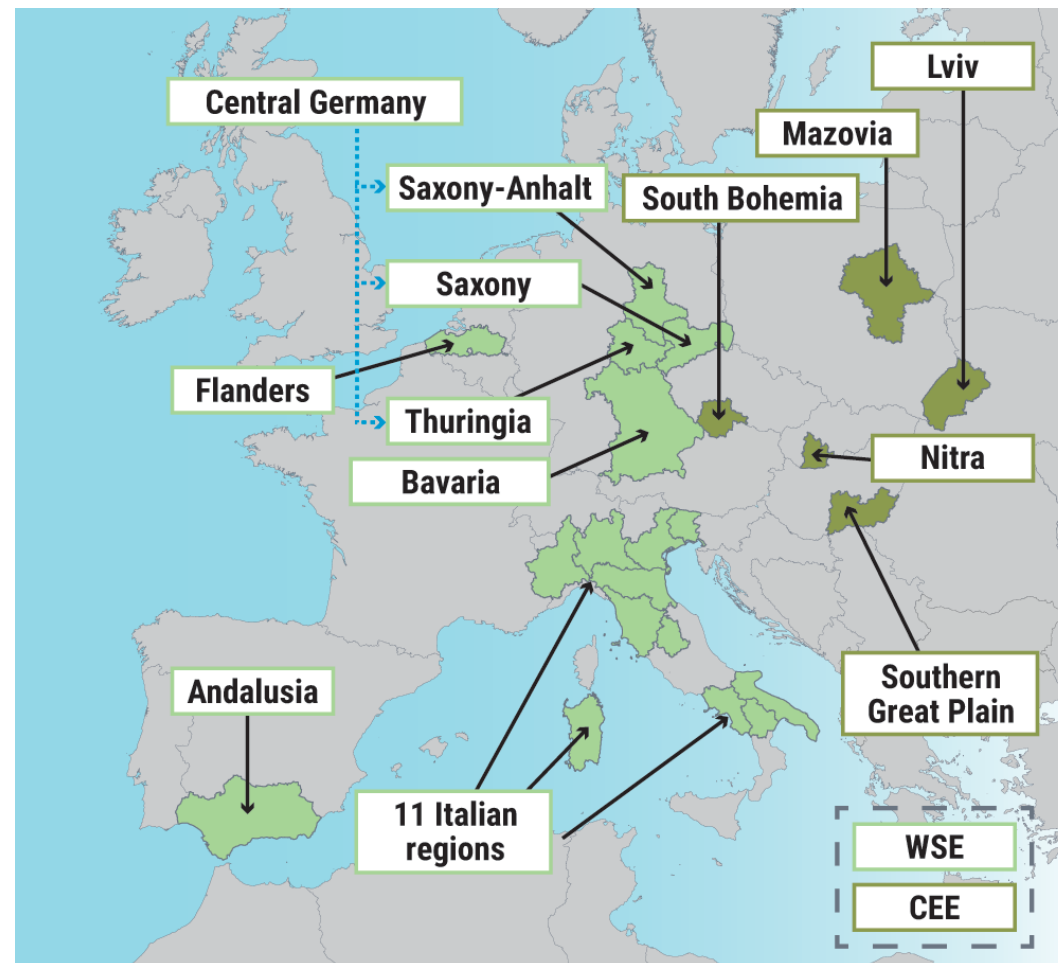 Lviv
Central Germany
Mazovia
Saxony-Anhalt
South Bohemia
Saxony
Flanders
Thuringia
Nitra
Bavaria
Southern
Great Plain
Andalusia
11 Italian
regions
WSE
CEE